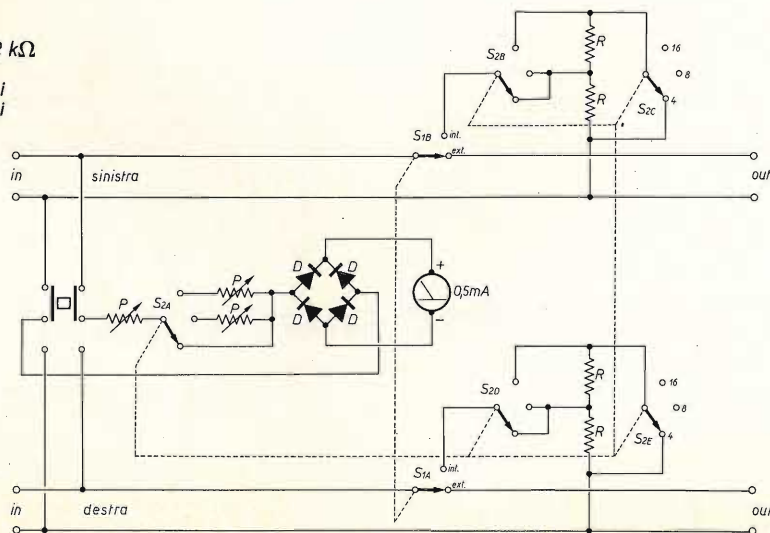 2 kΩ
i
i
S2B
R
16
8
R
S2C
4
S1B
int.
ext.
in
sinistra
out
D
D
P
+
P
S2A
0,5mA
P
D
D
-
R
16
S2D
8
R
S2E
4
int.
S1A
ext.
in
destra
out